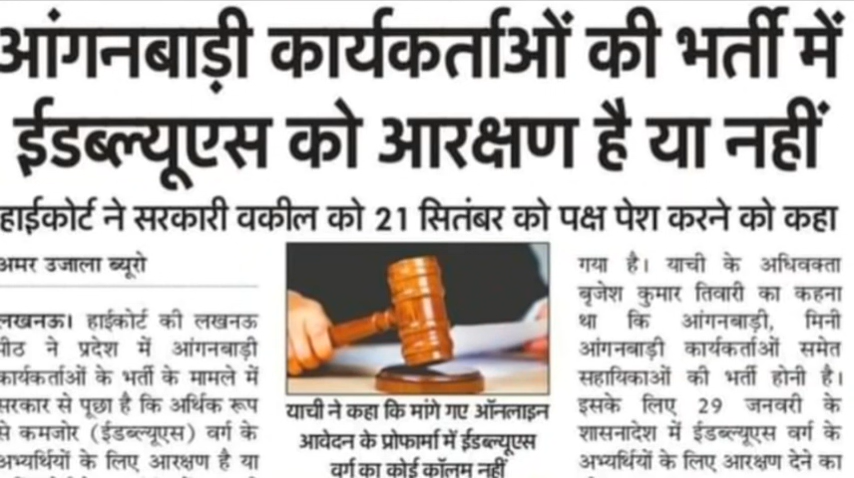 आंगनबाड़ी कार्यकर्ताओं की भर्ती में
ईडब्ल्यूएस को आरक्षण है या नहीं
हाईकोर्ट ने सरकारी वकील को 21 सितंबर को पक्ष पेश करने को कहा
अमर उजाला ब्यूरो
लखनऊ। हाईकोर्ट की लखनऊ
पीठ ने प्रदेश में आंगनबाड़ी
कार्यकर्ताओं के भर्ती के मामले में
सरकार से पूछा है कि अर्थिक रूप
से कमजोर (ईडब्ल्यूएस) वर्ग के
अभ्यर्थियों के लिए आरक्षण है या
याची ने कहा कि मांगे गए ऑनलाइन
आवेदन के प्रोफार्मा में ईडब्ल्यूएस
वर्ग का कोई कॉलम नहीं
गया है। याची के अधिवक्ता
बृजेश कुमार तिवारी का कहना
था कि आंगनबाड़ी, मिनी
आंगनबाड़ी कार्यकर्ताओं समेत
सहायिकाओं की भर्ती होनी है।
इसके लिए 29 जनवरी के
शासनादेश में ईडब्ल्यूएस वर्ग के
अभ्यर्थियों के लिए आरक्षण देने का